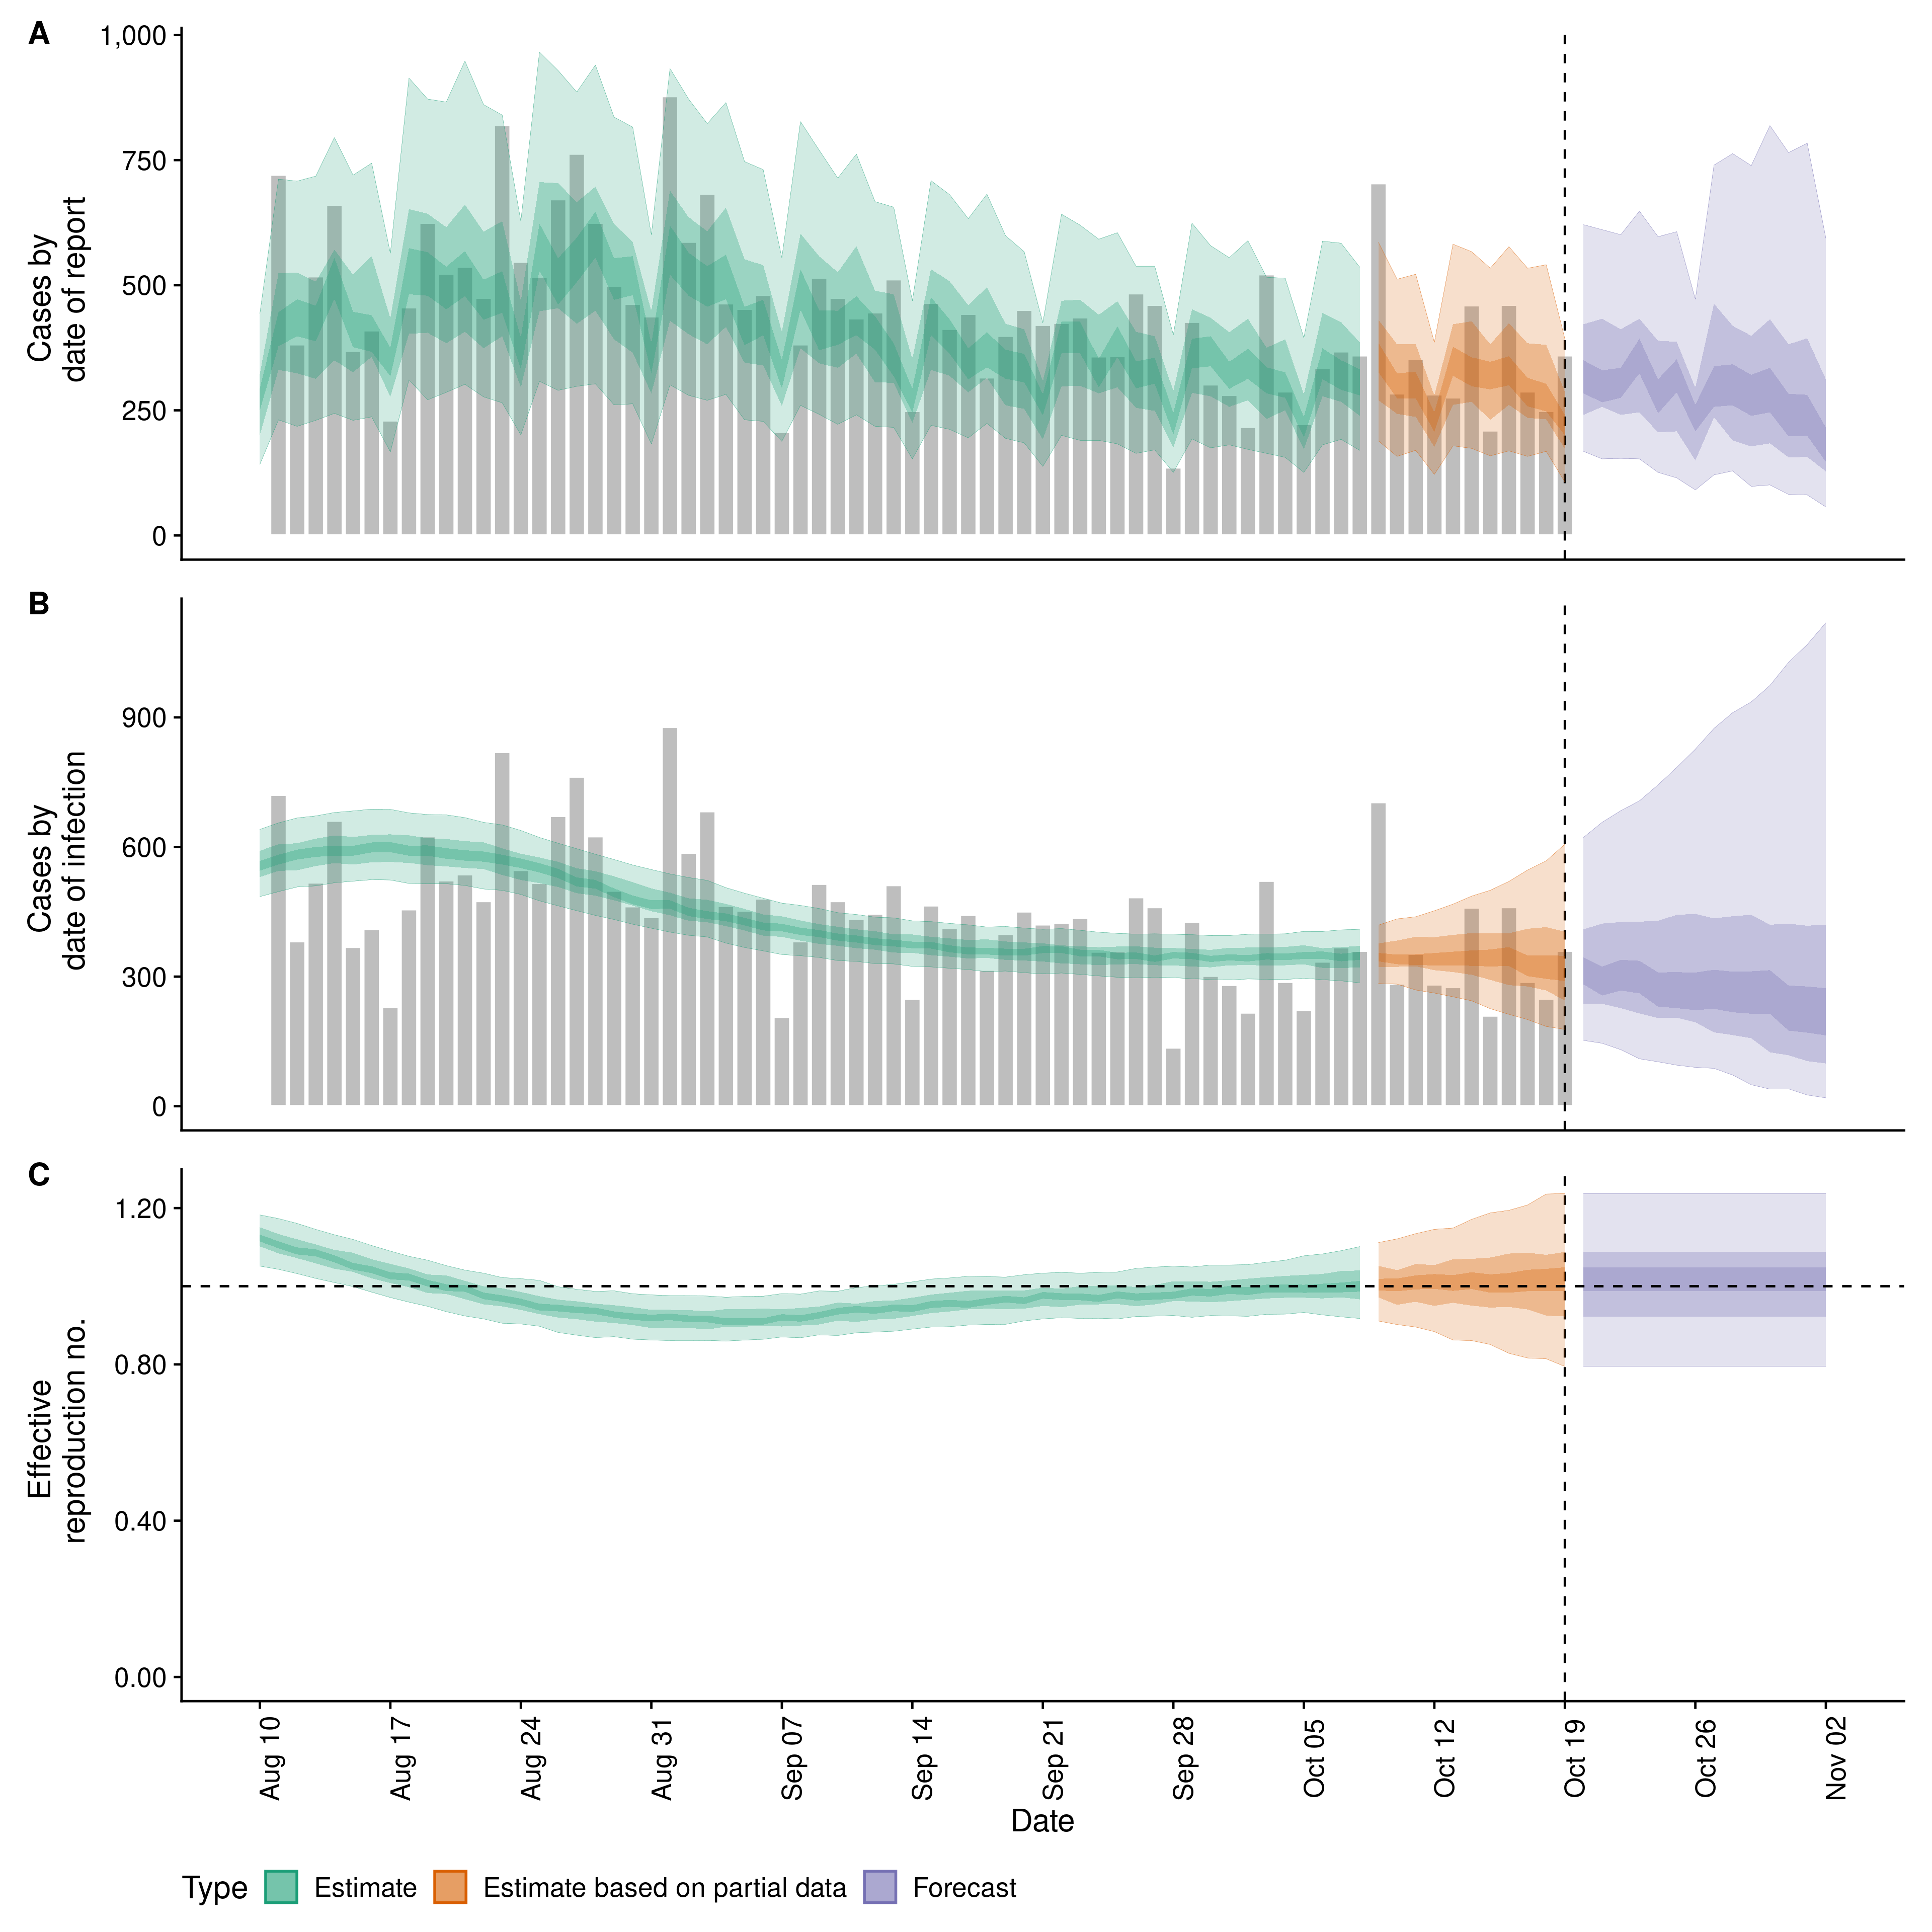 A
1,000
750
500
250
0
Cases by
date of report
B
900
600
300
0
Cases by
date of infection
C
1.20
0.80
0.40
0.00
Effective
reproduction no.
Aug 10
Aug 17
Aug 24
Aug 31
Sep 07
Sep 14
Sep 21
Sep 28
Oct 05
Oct 12
Oct 19
Oct 26
Nov 02
Date
Type Estimate Estimate based on partial data Forecast